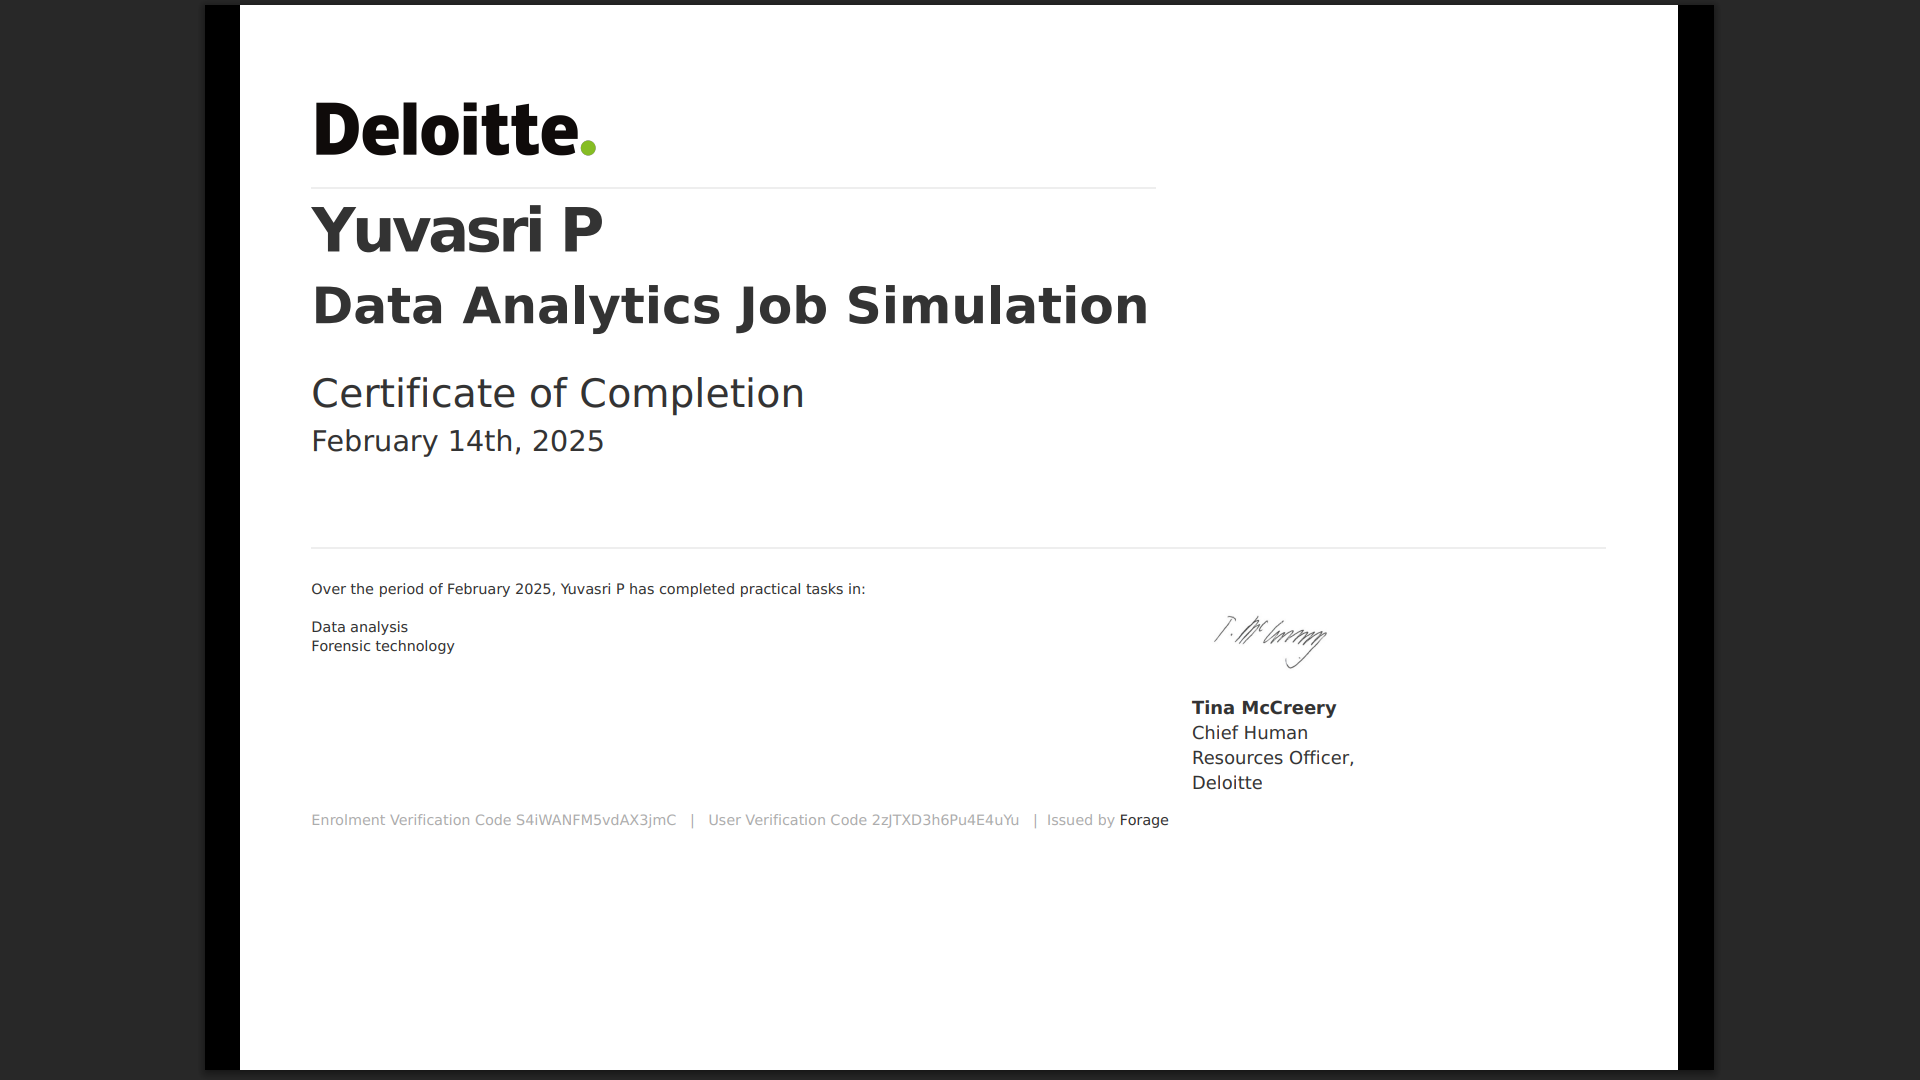 Deloitte.
Yuvasri P
Data Analytics Job Simulation
Certificate of Completion
February 14th, 2025
Over the period of February 2025, Yuvasri P has completed practical tasks in:
Data analysis
Forensic technology
T. McCreery
Tina McCreery
Chief Human
Resources Officer,
Deloitte
Enrolment Verification Code S4iWANFM5vdAX3jmC | User Verification Code 2zJTXD3h6Pu4E4uYu | Issued by Forage